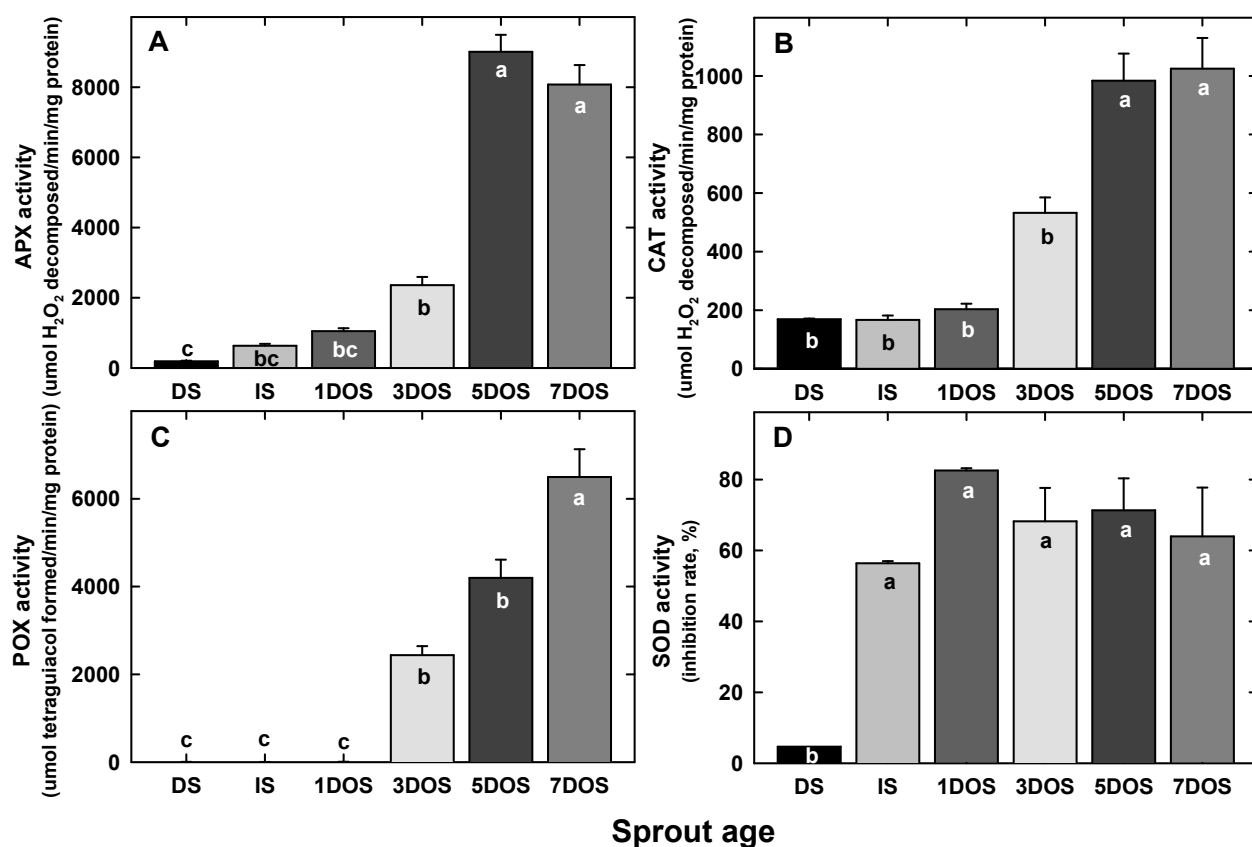 A
APX activity
(umol H₂O₂ decomposed/min/mg protein)
8000
6000
4000
2000
0
c
bc
bc
b
a
a
DS IS 1DOS 3DOS 5DOS 7DOS
B
CAT activity
(umol H₂O₂ decomposed/min/mg protein)
1000
800
600
400
200
0
b
b
b
b
a
a
DS IS 1DOS 3DOS 5DOS 7DOS
C
POX activity
(umol tetraguiacol formed/min/mg protein)
6000
4000
2000
0
c
c
c
b
b
a
DS IS 1DOS 3DOS 5DOS 7DOS
D
SOD activity
(inhibition rate, %)
80
60
40
20
0
b
a
a
a
a
a
DS IS 1DOS 3DOS 5DOS 7DOS
Sprout age